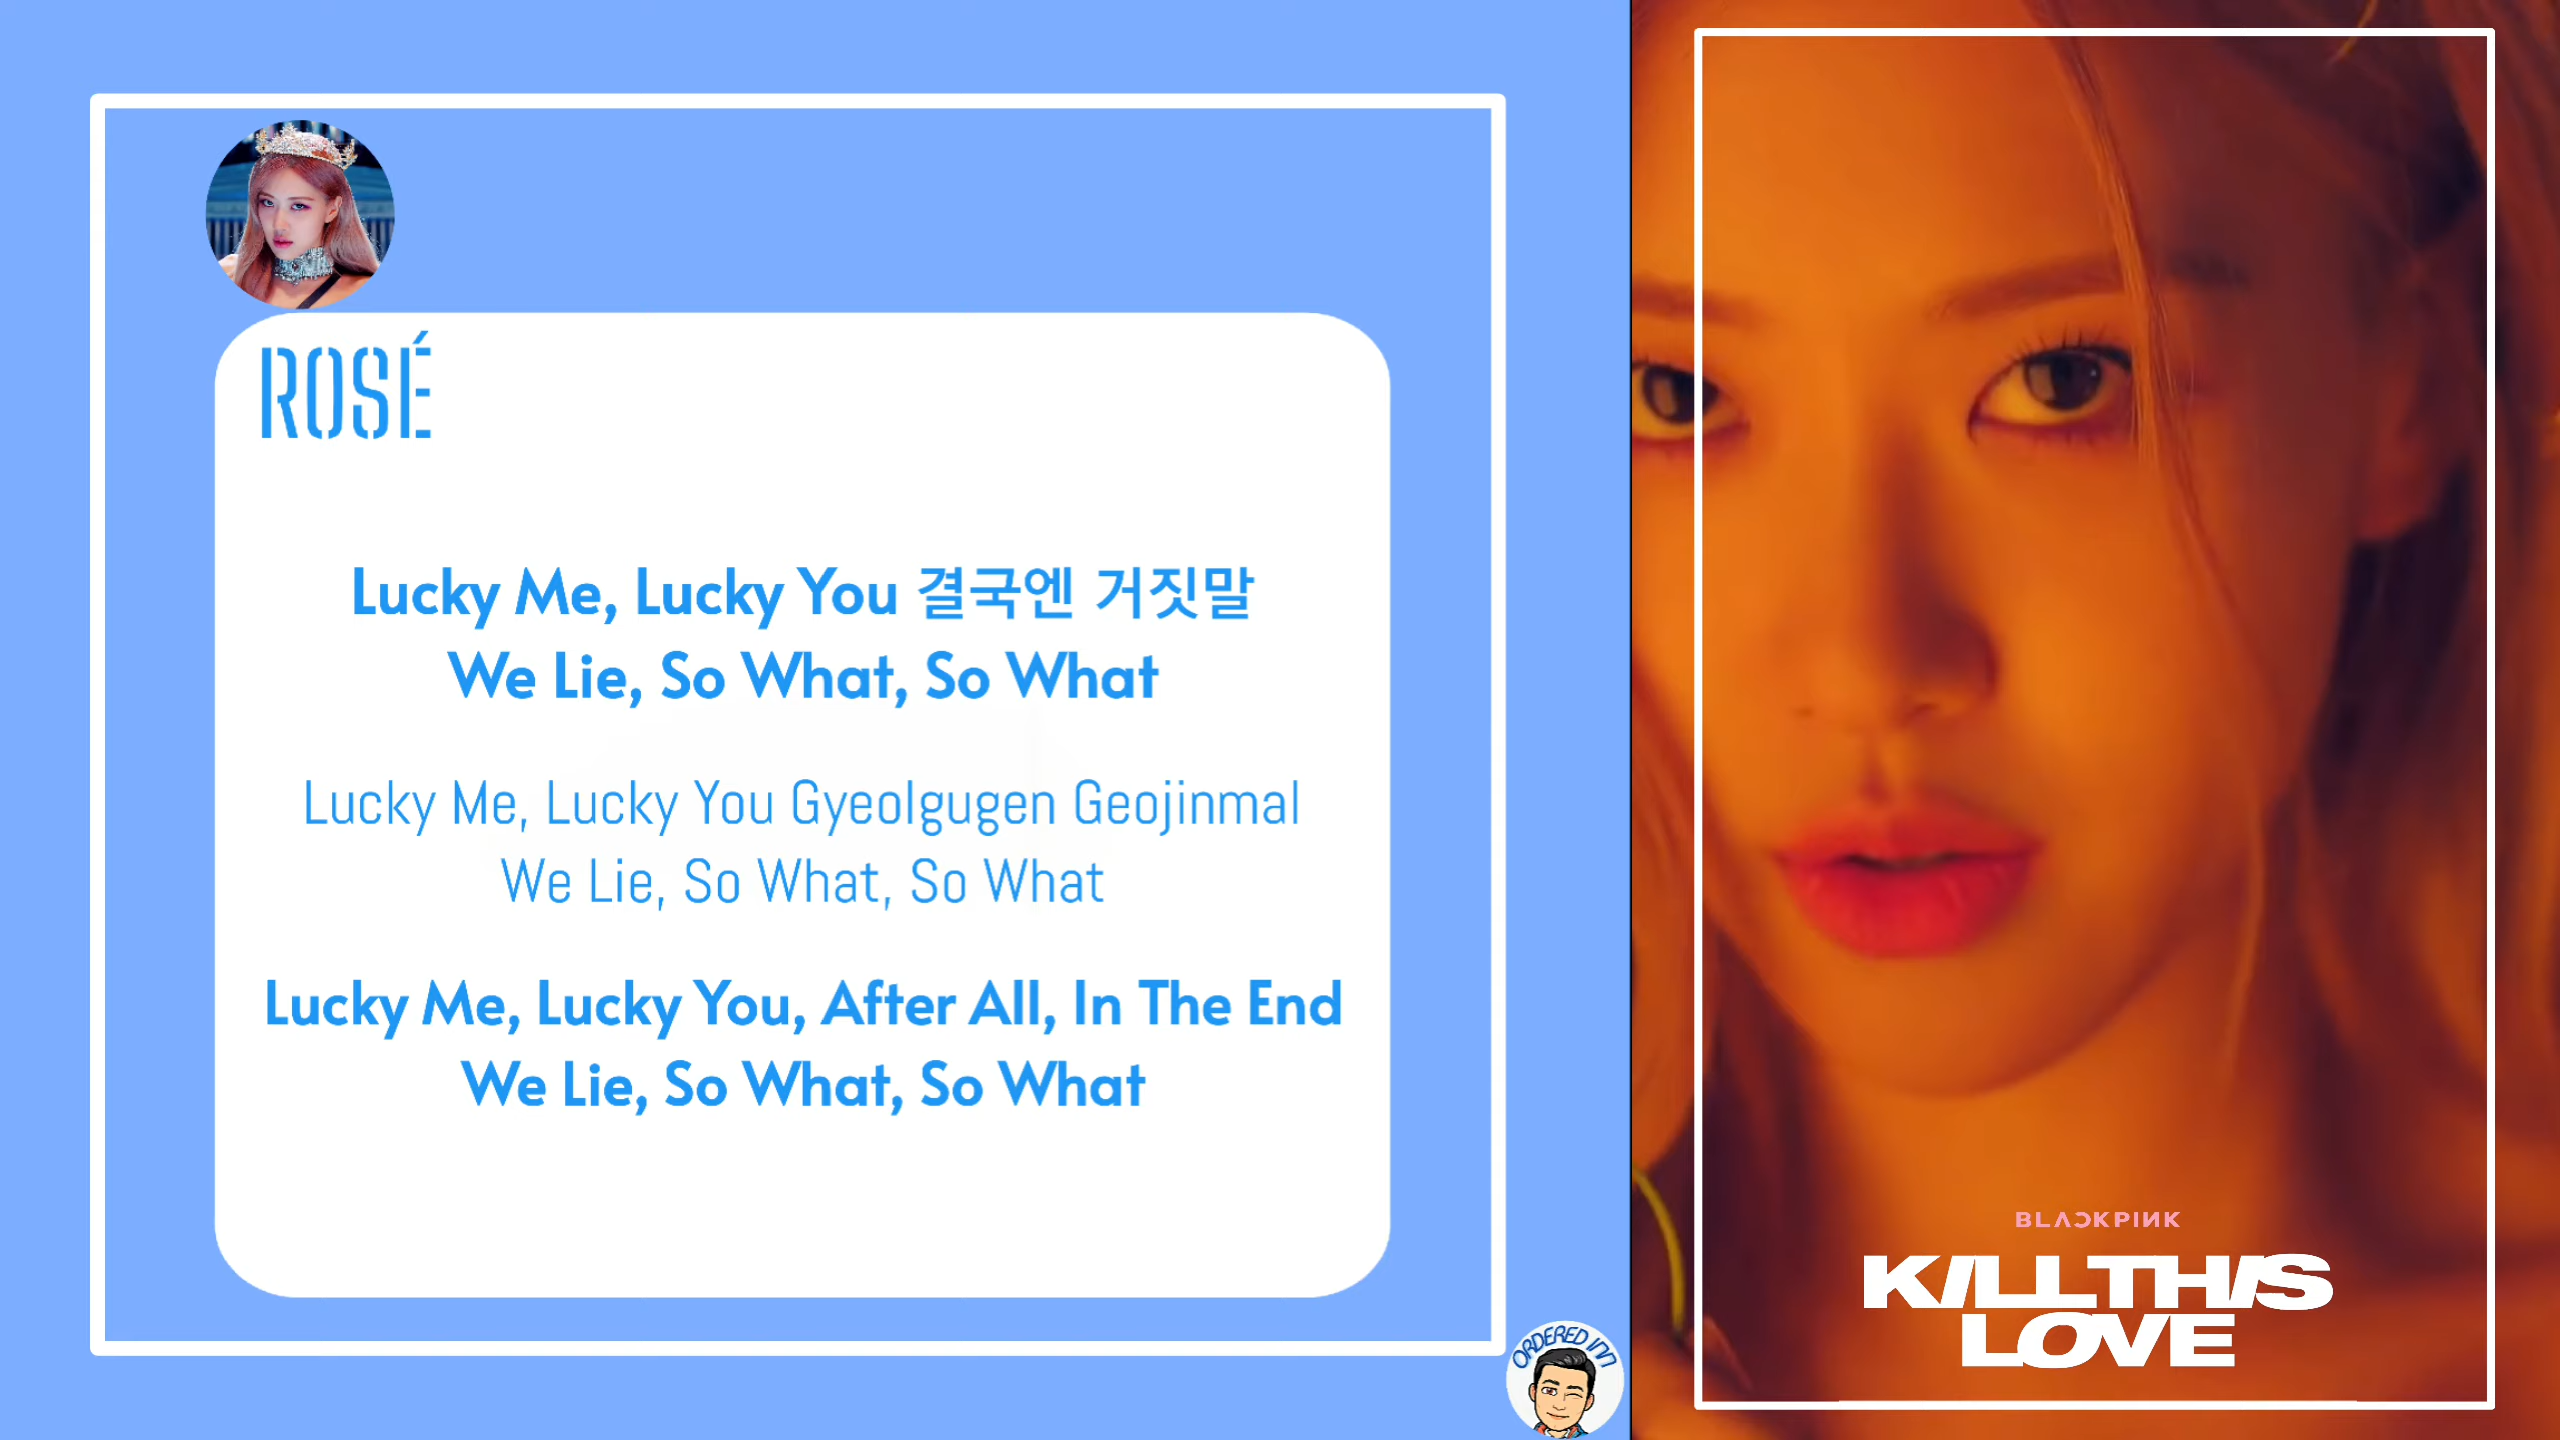 ROSÉ
Lucky Me, Lucky You 결국엔 거짓말
We Lie, So What, So What
Lucky Me, Lucky You Gyeolgugen Geojinmal
We Lie, So What, So What
Lucky Me, Lucky You, After All, In The End
We Lie, So What, So What
ORDERED INN
BLACKPINK
KILL THIS
LOVE